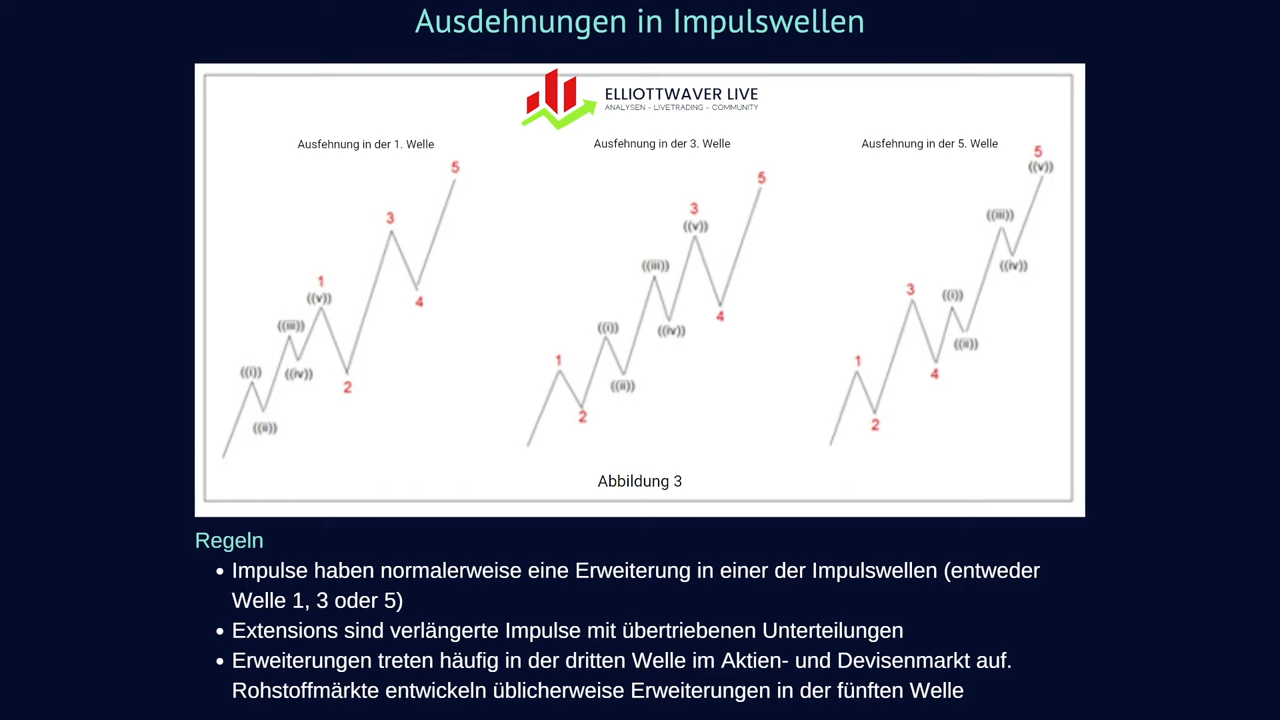 Ausdehnungen in Impulswellen
ELLIOTTWAVER LIVE
ANALYSEN – LIVETRADING – COMMUNITY
Ausfehnung in der 1. Welle
Ausfehnung in der 3. Welle
Ausfehnung in der 5. Welle
5
3
1
((v))
((iii))
((i))
((iv))
((ii))
2
4
5
3
((v))
((iii))
((i))
1
((iv))
((ii))
2
4
5
((v))
((iii))
((iv))
3
((i))
((ii))
1
4
2
Abbildung 3
Regeln
• Impulse haben normalerweise eine Erweiterung in einer der Impulswellen (entweder
Welle 1, 3 oder 5)
• Extensions sind verlängerte Impulse mit übertriebenen Unterteilungen
• Erweiterungen treten häufig in der dritten Welle im Aktien- und Devisenmarkt auf.
Rohstoffmärkte entwickeln üblicherweise Erweiterungen in der fünften Welle